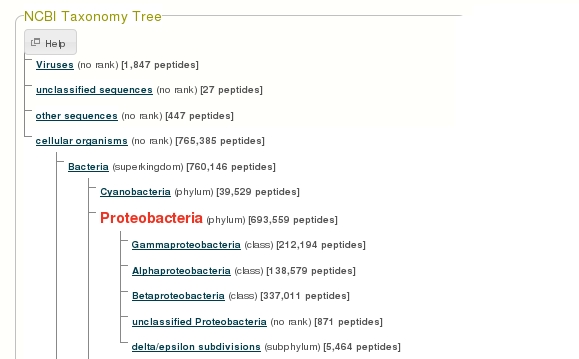 NCBI Taxonomy Tree
Help
Viruses (no rank) [1,847 peptides]
unclassified sequences (no rank) [27 peptides]
other sequences (no rank) [447 peptides]
cellular organisms (no rank) [765,385 peptides]
Bacteria (superkingdom) [760,146 peptides]
Cyanobacteria (phylum) [39,529 peptides]
Proteobacteria (phylum) [693,559 peptides]
Gammaproteobacteria (class) [212,194 peptides]
Alphaproteobacteria (class) [138,579 peptides]
Betaproteobacteria (class) [337,011 peptides]
unclassified Proteobacteria (no rank) [871 peptides]
delta/epsilon subdivisions (subphylum) [5,464 peptides]